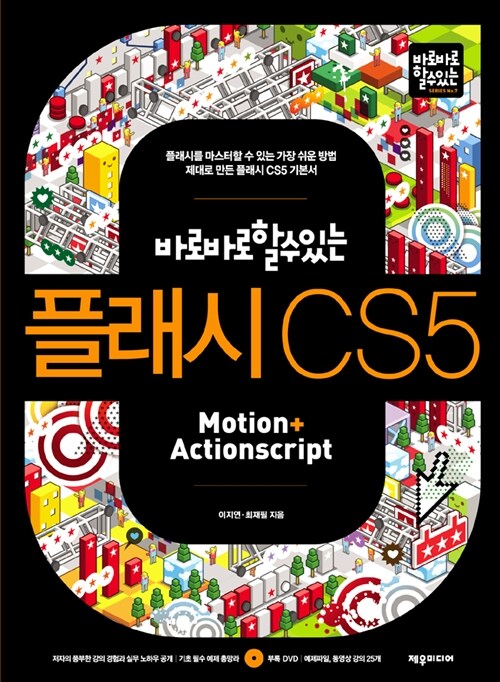 바로바로
할수있는
SERIES No.7
플래시를 마스터할 수 있는 가장 쉬운 방법
제대로 만든 플래시 CS5 기본서
바로바로할수있는
플래시 CS5
Motion+
Actionscript
이지연·최재필 지음
저자의 풍부한 강의 경험과 실무 노하우 공개 | 기초 필수 예제 총망라 부록 DVD | 예제파일, 동영상 강의 25개
제우미디어